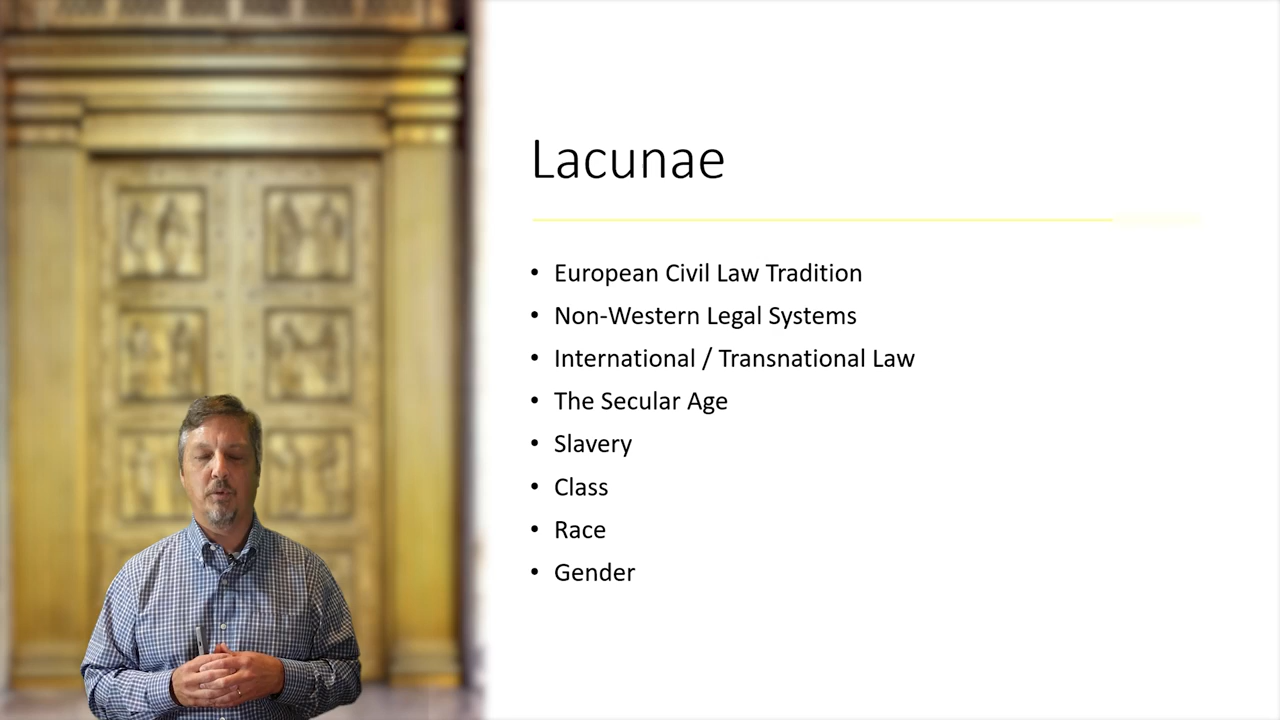 Lacunae
• European Civil Law Tradition
• Non-Western Legal Systems
• International / Transnational Law
• The Secular Age
• Slavery
• Class
• Race
• Gender